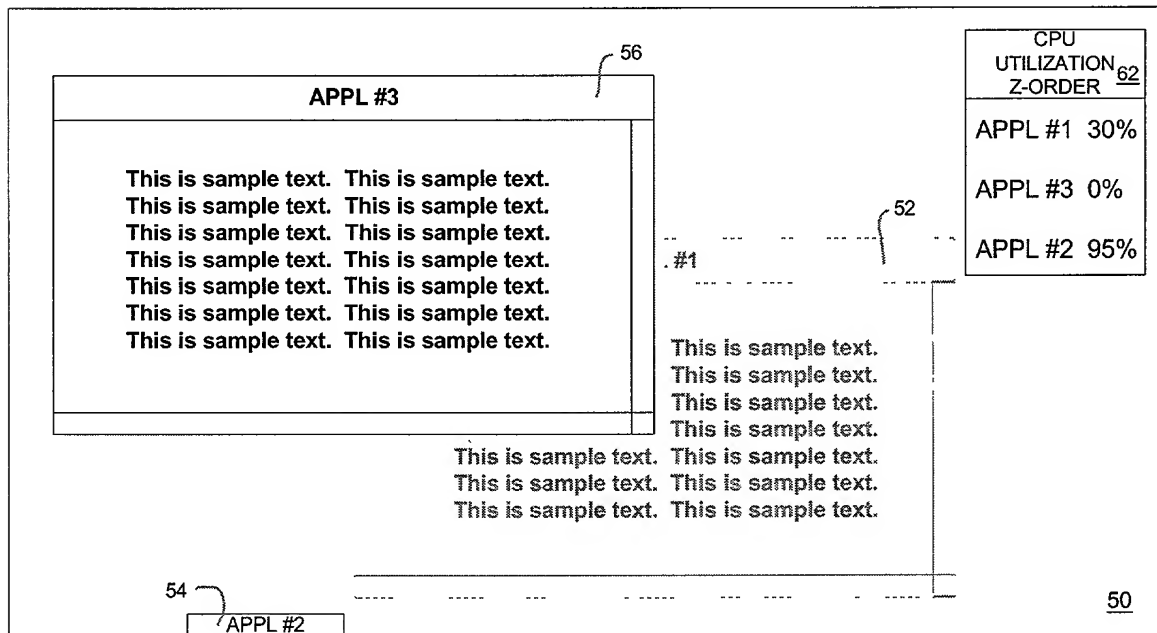 56
CPU
UTILIZATION
Z-ORDER 62
APPL #3
APPL #1 30%
APPL #3 0%
APPL #2 95%
This is sample text. This is sample text.
This is sample text. This is sample text.
This is sample text. This is sample text.
This is sample text. This is sample text.
This is sample text. This is sample text.
This is sample text. This is sample text.
This is sample text. This is sample text.
52
. #1
This is sample text.
This is sample text.
This is sample text.
This is sample text.
This is sample text. This is sample text.
This is sample text. This is sample text.
This is sample text. This is sample text.
54
APPL #2
50